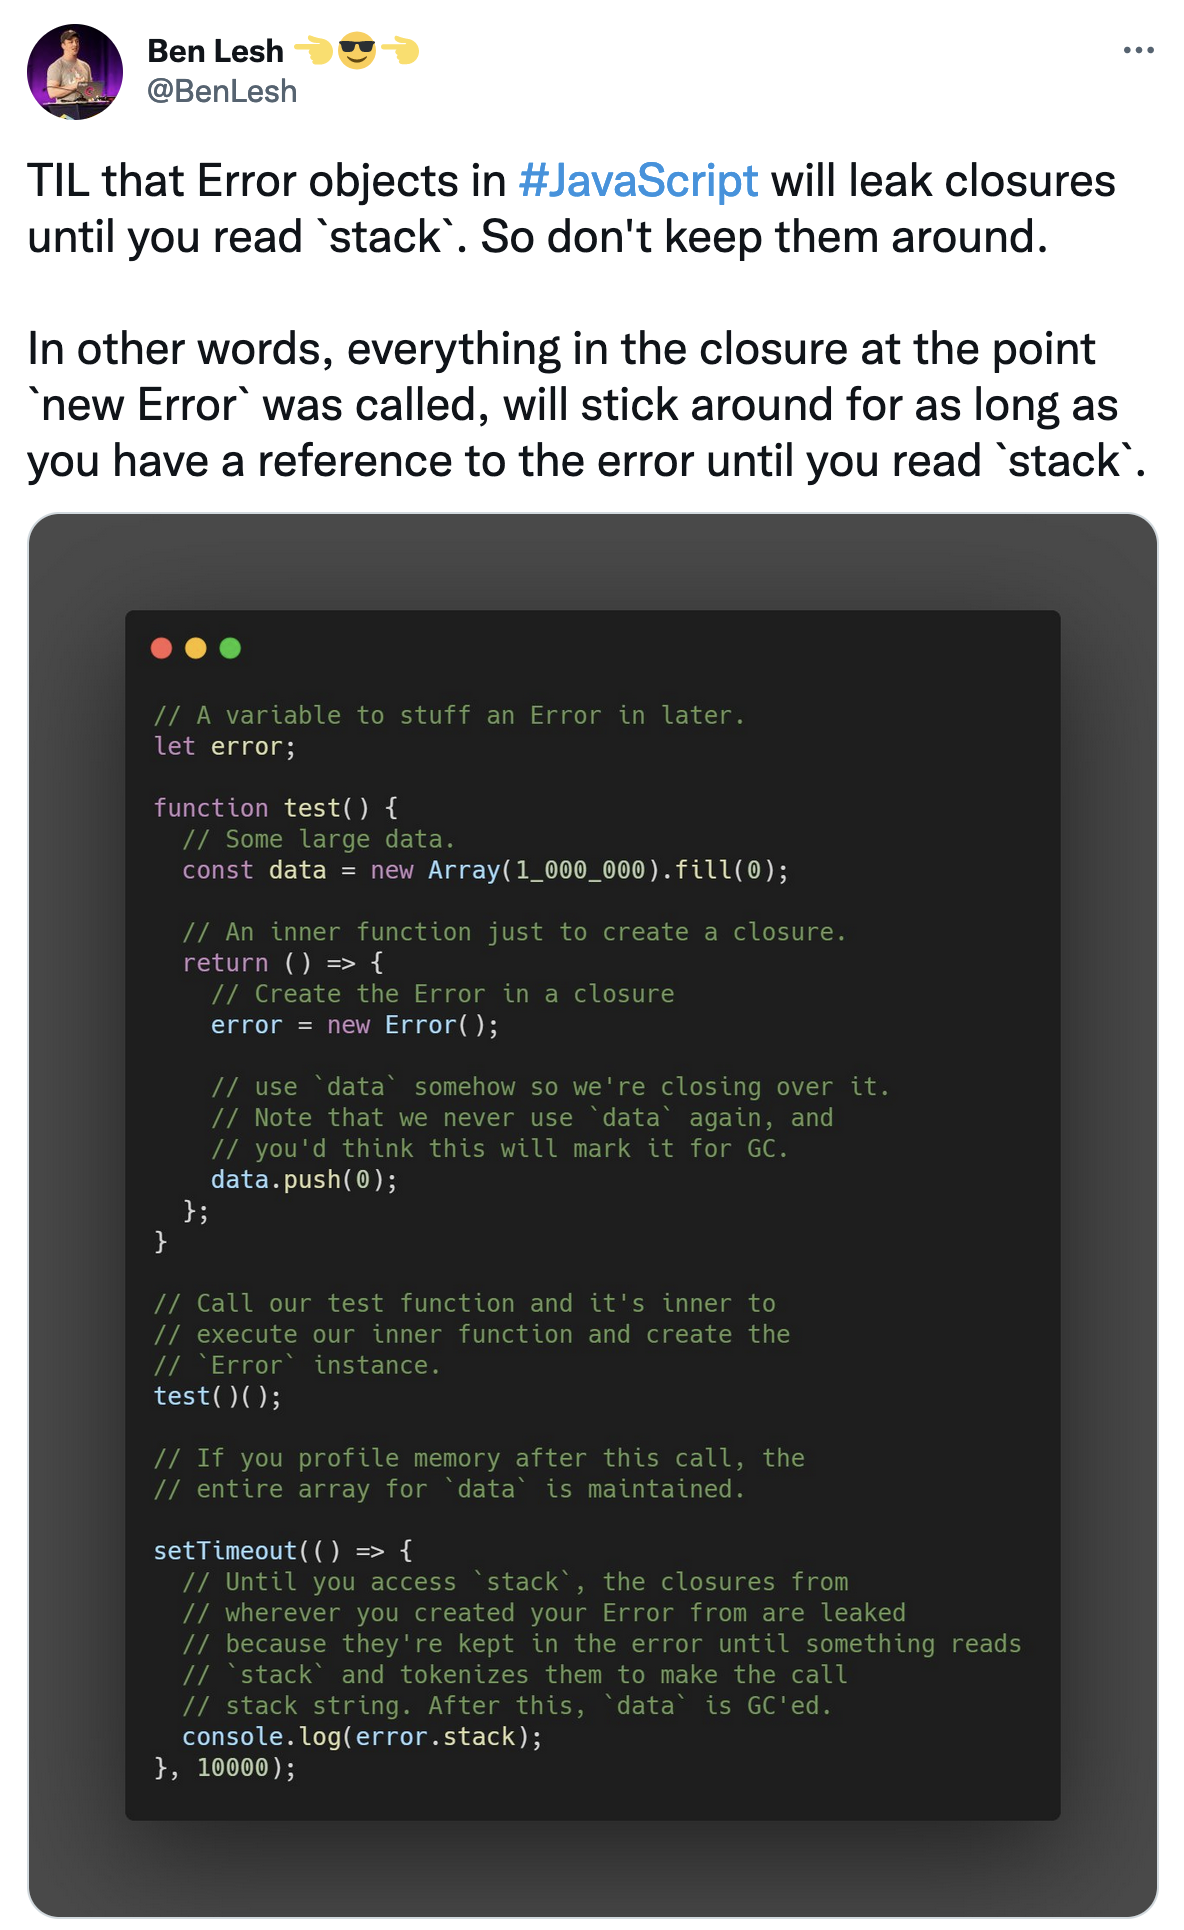 Ben Lesh 👈😎👈
@BenLesh
TIL that Error objects in #JavaScript will leak closures
until you read `stack`. So don't keep them around.
In other words, everything in the closure at the point
`new Error` was called, will stick around for as long as
you have a reference to the error until you read `stack`.
// A variable to stuff an Error in later.
let error;
function test() {
// Some large data.
const data = new Array(1_000_000).fill(0);
// An inner function just to create a closure.
return () => {
// Create the Error in a closure
error = new Error();
// use `data` somehow so we're closing over it.
// Note that we never use `data` again, and
// you'd think this will mark it for GC.
data.push(0);
};
}
// Call our test function and it's inner to
// execute our inner function and create the
// `Error` instance.
test()();
// If you profile memory after this call, the
// entire array for `data` is maintained.
setTimeout(() => {
// Until you access `stack`, the closures from
// wherever you created your Error from are leaked
// because they're kept in the error until something reads
// `stack` and tokenizes them to make the call
// stack string. After this, `data` is GC'ed.
console.log(error.stack);
}, 10000);